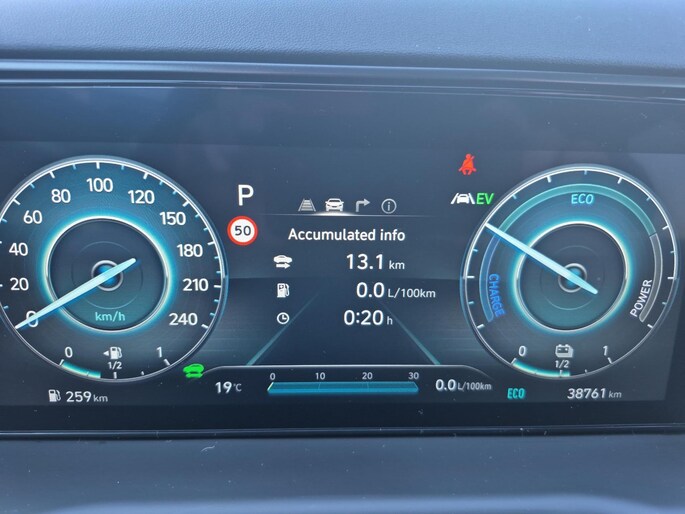 0 20 40 60 80 100 120 150 180 210 240
km/h
0 1/2 1
259 km
P
50
Accumulated info
13.1 km
0.0 L/100km
0:20 h
19°C
0 10 20 30
0.0 L/100km
EV
ECO
CHARGE
POWER
0 1/2 1
ECO
38761 km